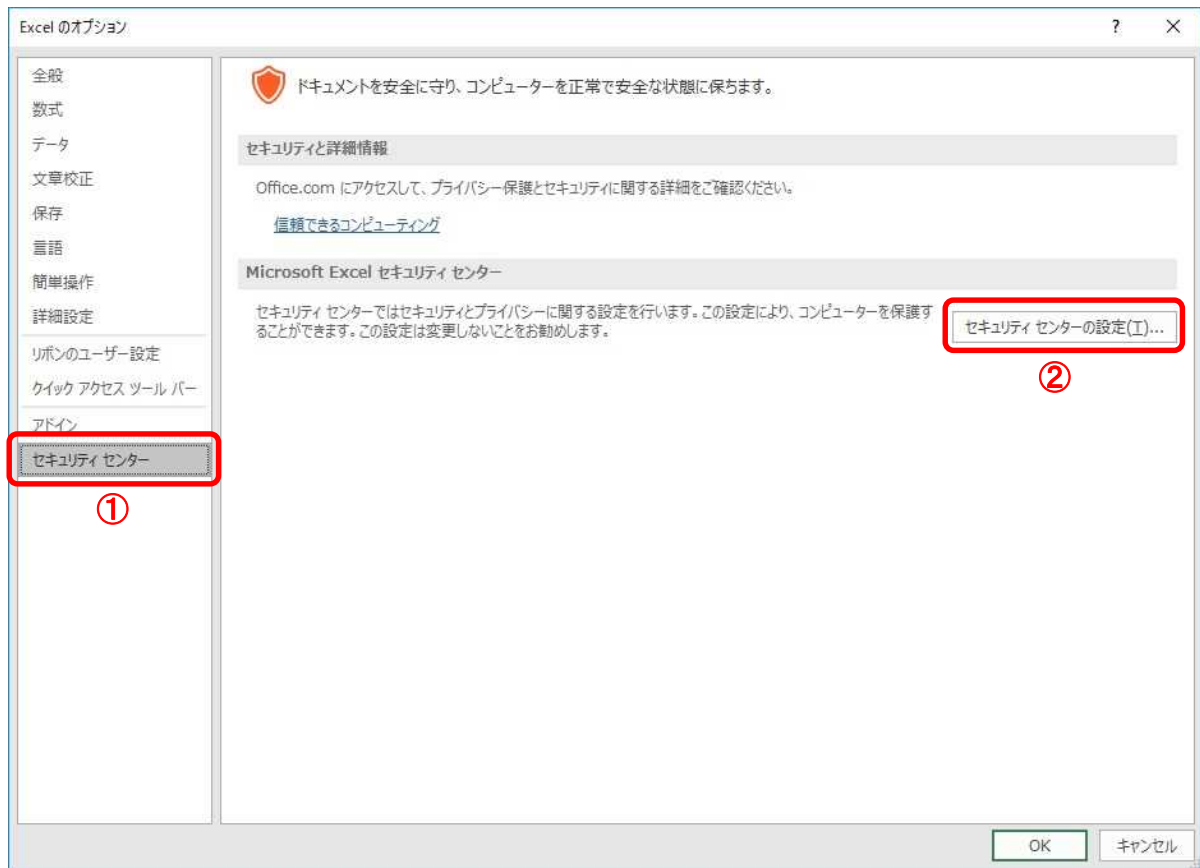 Excel のオプション
?
×
全般
数式
データ
文章校正
保存
言語
簡単操作
詳細設定
リボンのユーザー設定
クイック アクセス ツール バー
アドイン
セキュリティ センター
①
ドキュメントを安全に守り、コンピューターを正常で安全な状態に保ちます。
セキュリティと詳細情報
Office.com にアクセスして、プライバシー保護とセキュリティに関する詳細をご確認ください。
信頼できるコンピューティング
Microsoft Excel セキュリティ センター
セキュリティ センターではセキュリティとプライバシーに関する設定を行います。この設定により、コンピューターを保護す
ることができます。この設定は変更しないことをお勧めします。
セキュリティ センターの設定(T)...
②
OK
キャンセル